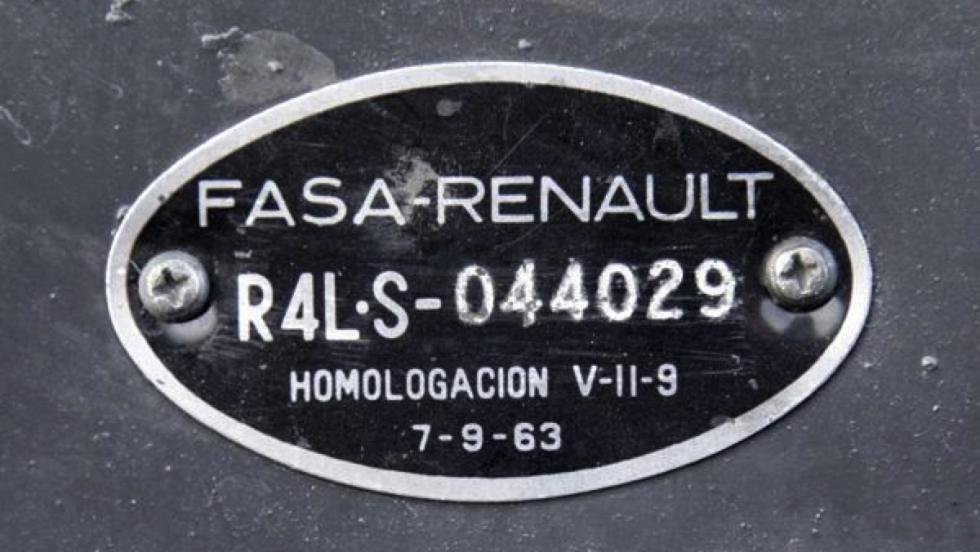 FASA-RENAULT
R4L·S-044029
HOMOLOGACION V-II-9
7-9-63